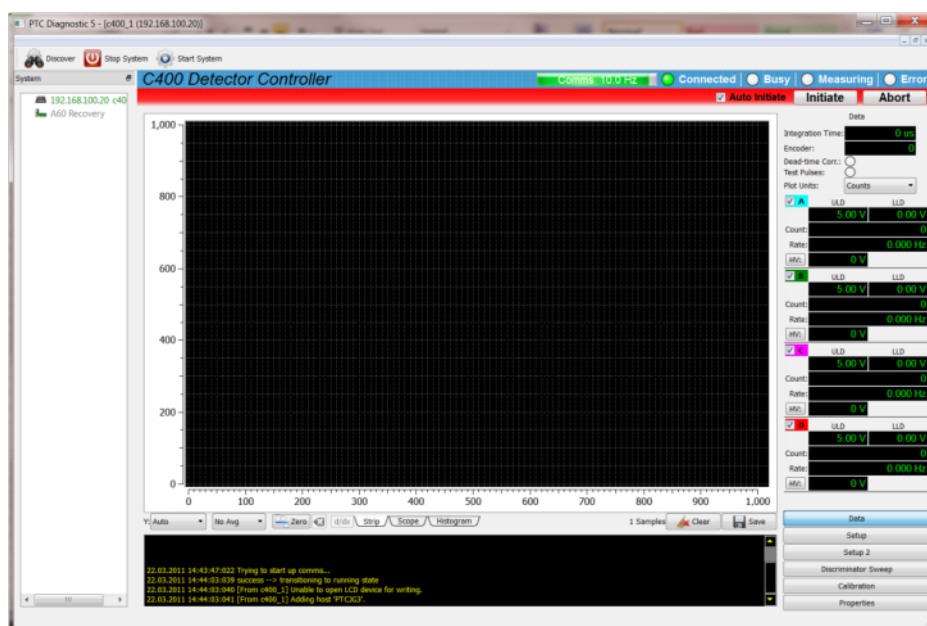 PTC Diagnostic 5 - [c400_1 (192.168.100.20)]
Discover Stop System Start System
System
192.168.100.20 c40
A60 Recovery
C400 Detector Controller
Comms 10.0 Hz Connected Busy Measuring Error
Auto Initiate Initiate Abort
1,000
800
600
400
200
0
0 100 200 300 400 500 600 700 800 900 1,000
Y: Auto No Avg Zero d/dx Strip Scope Histogram 1 Samples Clear Save
22.03.2011 14:43:47:022 Trying to start up comms...
22.03.2011 14:44:03:039 success --> transitioning to running state
22.03.2011 14:44:03:040 [From c400_1] Unable to open LCD device for writing.
22.03.2011 14:44:03:041 [From c400_1] Adding host 'PTCJG3'.
Data
Integration Time: 0 us
Encoder: 0
Dead-time Corr.:
Test Pulses:
Plot Units: Counts
A ULD LLD
5.00 V 0.00 V
Count: 0
Rate: 0.000 Hz
HV: 0 V
B ULD LLD
5.00 V 0.00 V
Count: 0
Rate: 0.000 Hz
HV: 0 V
C ULD LLD
5.00 V 0.00 V
Count: 0
Rate: 0.000 Hz
HV: 0 V
D ULD LLD
5.00 V 0.00 V
Count: 0
Rate: 0.000 Hz
HV: 0 V
Data
Setup
Setup 2
Discriminator Sweep
Calibration
Properties